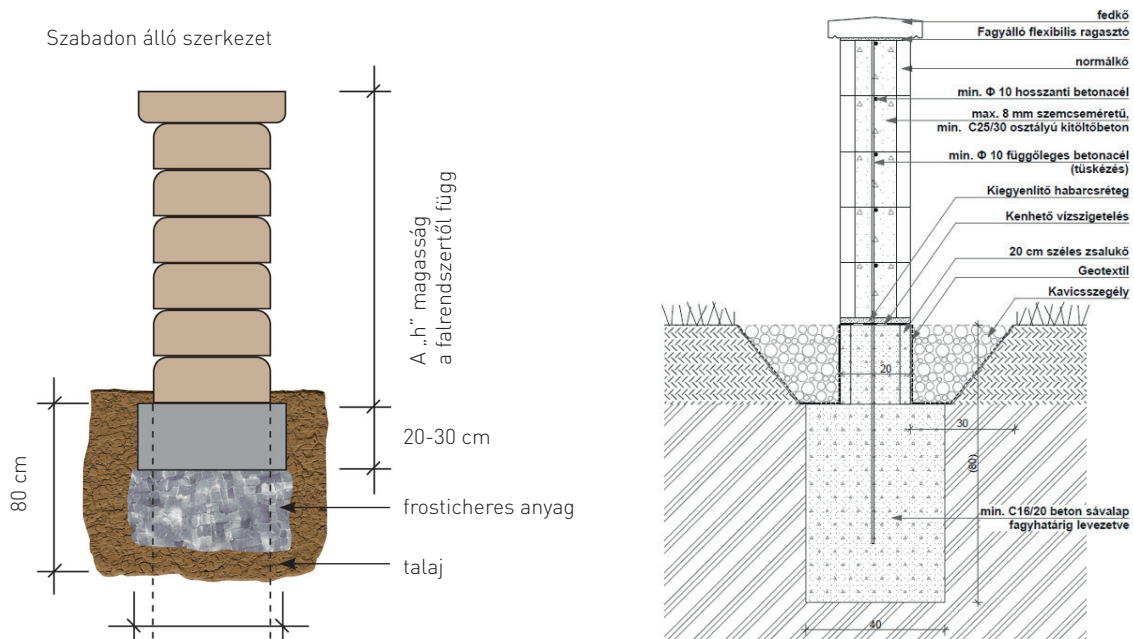 Szabadon álló szerkezet
A „h” magasság
a falrendszertől függ
20-30 cm
80 cm
frosticheres anyag
talaj
fedkő
Fagyálló flexibilis ragasztó
normálkő
min. Φ 10 hosszanti betonacél
max. 8 mm szemcseméretű,
min. C25/30 osztályú kitöltőbeton
min. Φ 10 függőleges betonacél
(tüskézés)
Kiegyenlítő habarcsréteg
Kenhető vízszigetelés
20 cm széles zsalukő
Geotextil
Kavicsszegély
20
30
(80)
min. C16/20 beton sávalap
fagyhatárig levezetve
40